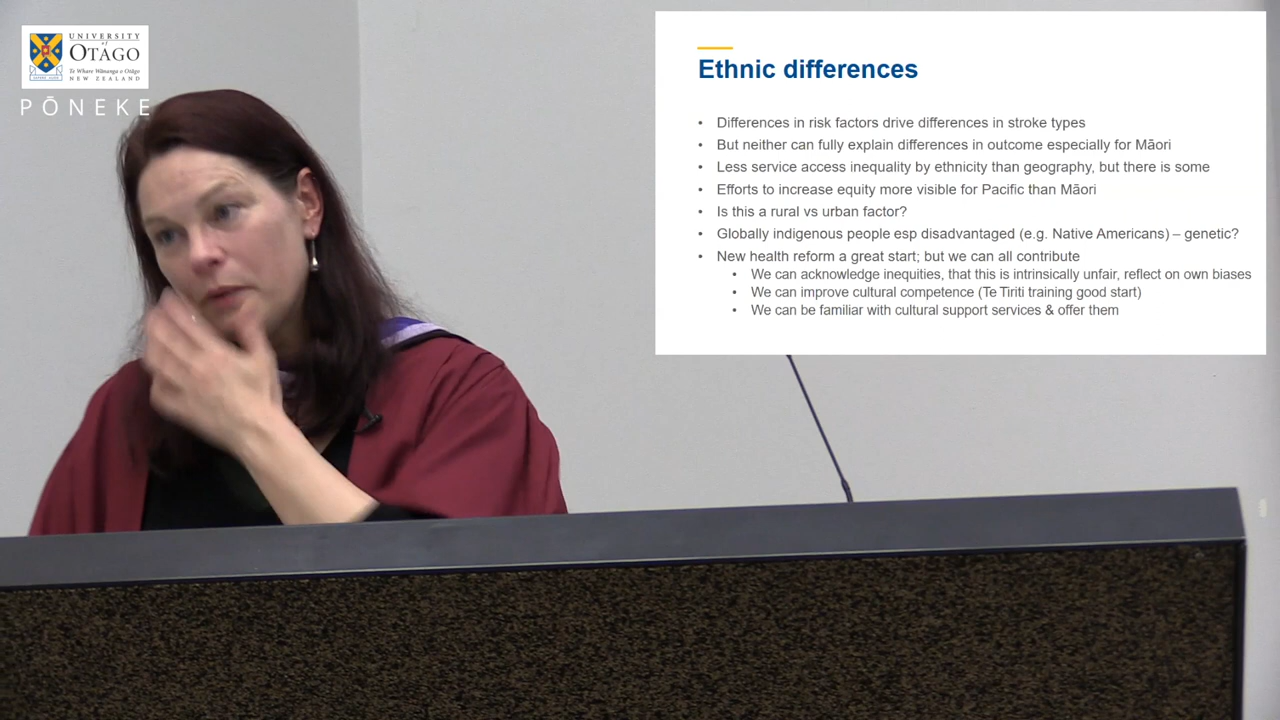 UNIVERSITY
of
OTAGO
Te Whare Wānanga o Otāgo
NEW ZEALAND
PŌNEKE
Ethnic differences
• Differences in risk factors drive differences in stroke types
• But neither can fully explain differences in outcome especially for Māori
• Less service access inequality by ethnicity than geography, but there is some
• Efforts to increase equity more visible for Pacific than Māori
• Is this a rural vs urban factor?
• Globally indigenous people esp disadvantaged (e.g. Native Americans) – genetic?
• New health reform a great start; but we can all contribute
• We can acknowledge inequities, that this is intrinsically unfair, reflect on own biases
• We can improve cultural competence (Te Tiriti training good start)
• We can be familiar with cultural support services & offer them